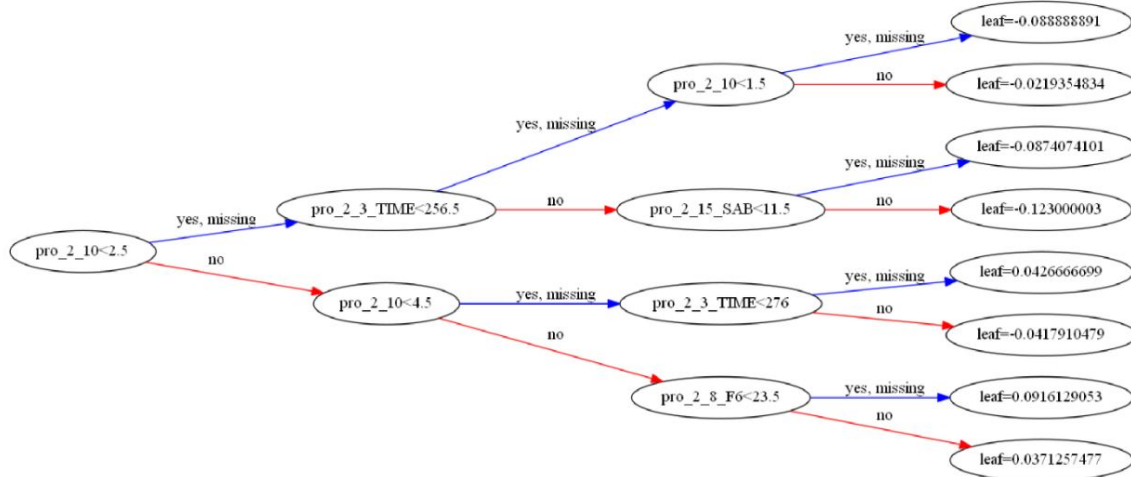 leaf=-0.088888891
yes, missing
pro_2_10<1.5
no
leaf=-0.0219354834
yes, missing
leaf=-0.0874074101
yes, missing
pro_2_3_TIME<256.5
no
pro_2_15_SAB<11.5
no
leaf=-0.123000003
yes, missing
pro_2_10<2.5
no
leaf=0.0426666699
yes, missing
pro_2_10<4.5
yes, missing
pro_2_3_TIME<276
no
leaf=-0.0417910479
no
yes, missing
leaf=0.0916129053
pro_2_8_F6<23.5
no
leaf=0.0371257477